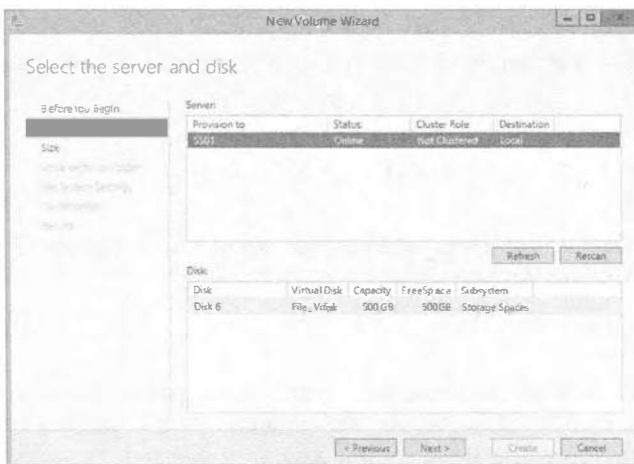 New Volume Wizard
Select the server and disk
Before You Begin
Size
Server:
Provision to Status Cluster Role Destination
SS01 Online Not Clustered Local
Refresh Rescan
Disk:
Disk Virtual Disk Capacity Free Space Subsystem
Disk 6 File_Vdisk 500 GB 500 GB Storage Spaces
< Previous Next > Create Cancel